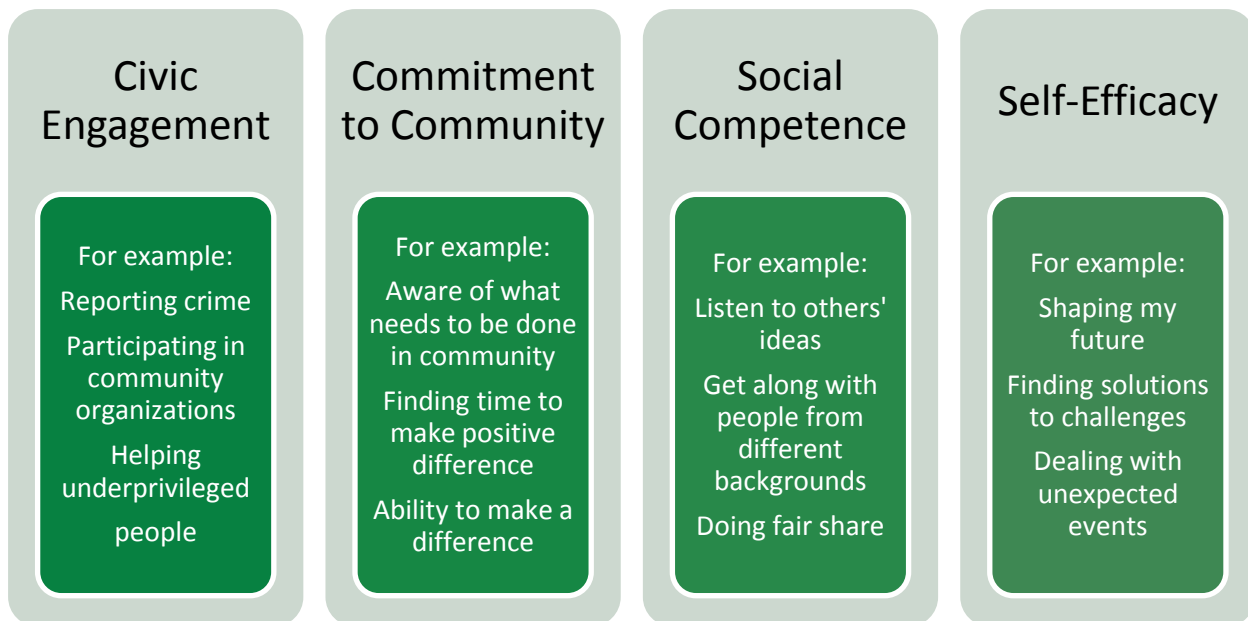 Civic
Engagement
For example:
Reporting crime
Participating in
community
organizations
Helping
underprivileged
people
Commitment
to Community
For example:
Aware of what
needs to be done
in community
Finding time to
make positive
difference
Ability to make a
difference
Social
Competence
For example:
Listen to others'
ideas
Get along with
people from
different
backgrounds
Doing fair share
Self-Efficacy
For example:
Shaping my
future
Finding solutions
to challenges
Dealing with
unexpected
events